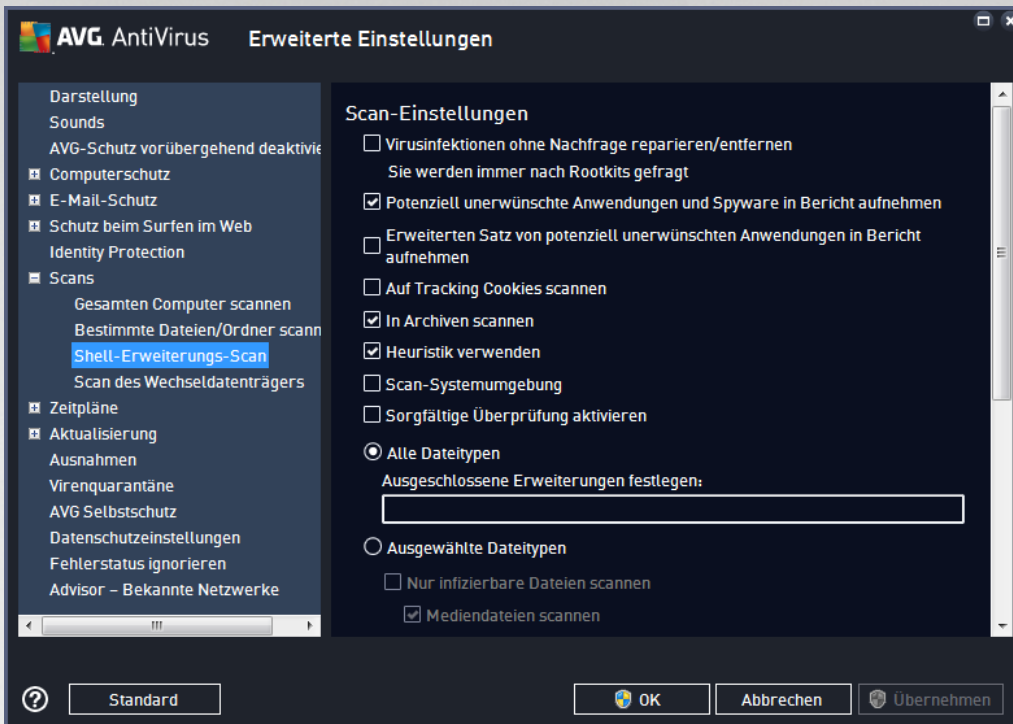 AVG AntiVirus Erweiterte Einstellungen
Darstellung
Sounds
AVG-Schutz vorübergehend deaktivie
Computerschutz
E-Mail-Schutz
Schutz beim Surfen im Web
Identity Protection
Scans
Gesamten Computer scannen
Bestimmte Dateien/Ordner scann
Shell-Erweiterungs-Scan
Scan des Wechseldatenträgers
Zeitpläne
Aktualisierung
Ausnahmen
Virenquarantäne
AVG Selbstschutz
Datenschutzeinstellungen
Fehlerstatus ignorieren
Advisor – Bekannte Netzwerke
Scan-Einstellungen
Virusinfektionen ohne Nachfrage reparieren/entfernen
Sie werden immer nach Rootkits gefragt
Potenziell unerwünschte Anwendungen und Spyware in Bericht aufnehmen
Erweiterten Satz von potenziell unerwünschten Anwendungen in Bericht
aufnehmen
Auf Tracking Cookies scannen
In Archiven scannen
Heuristik verwenden
Scan-Systemumgebung
Sorgfältige Überprüfung aktivieren
Alle Dateitypen
Ausgeschlossene Erweiterungen festlegen:
Ausgewählte Dateitypen
Nur infizierbare Dateien scannen
Mediendateien scannen
Standard
OK
Abbrechen
Übernehmen